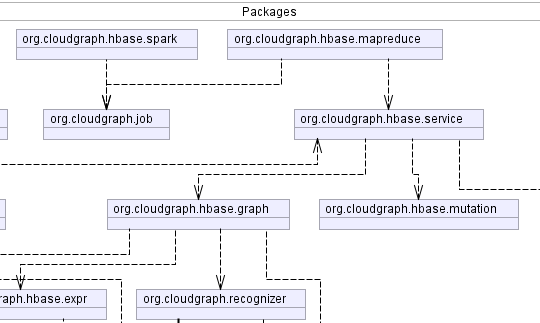 Packages
org.cloudgraph.hbase.spark
org.cloudgraph.hbase.mapreduce
org.cloudgraph.job
org.cloudgraph.hbase.service
org.cloudgraph.hbase.graph
org.cloudgraph.hbase.mutation
raph.hbase.expr
org.cloudgraph.recognizer